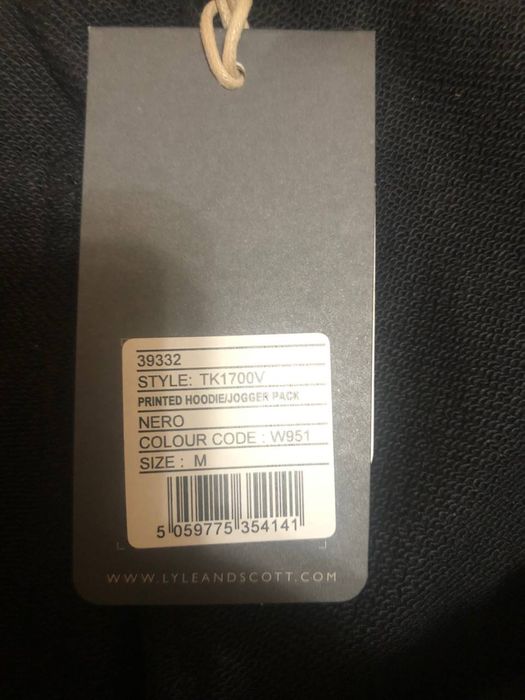 39332
STYLE: TK1700V
PRINTED HOODIE/JOGGER PACK
NERO
COLOUR CODE : W951
SIZE : M
5 059775 354141
WWW.LYLEANDSCOTT.COM